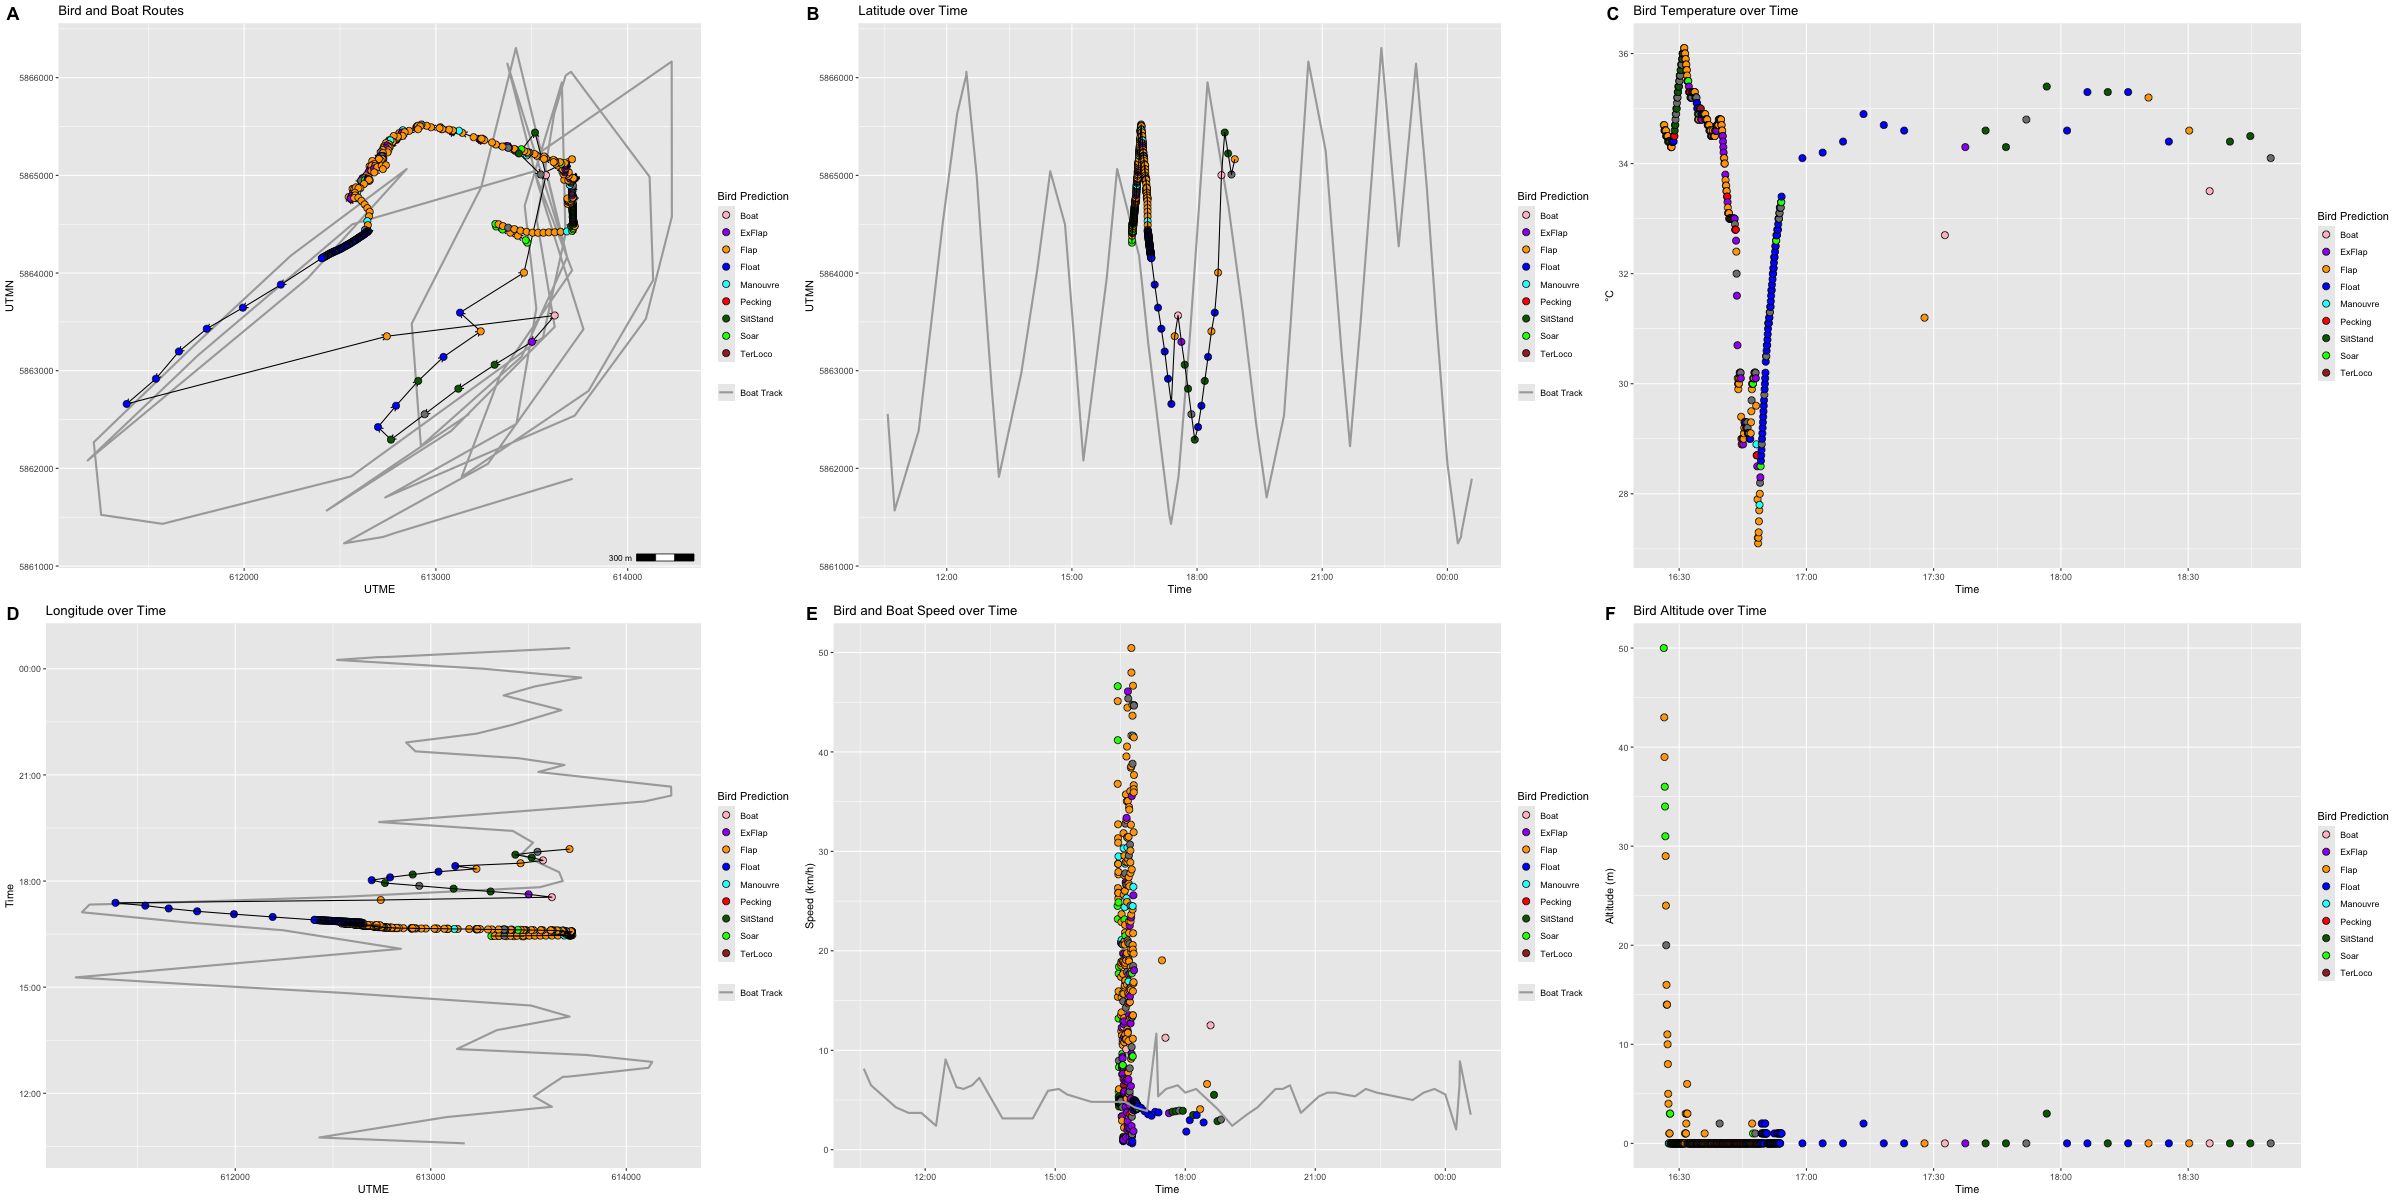 A Bird and Boat Routes
5866000
5865000
5864000
5863000
5862000
5861000
UTMN
612000 613000 614000
UTME
300 m
Bird Prediction
Boat
ExFlap
Flap
Float
Manouvre
Pecking
SitStand
Soar
TerLoco
Boat Track
B Latitude over Time
5866000
5865000
5864000
5863000
5862000
5861000
UTMN
12:00 15:00 18:00 21:00 00:00
Time
Bird Prediction
Boat
ExFlap
Flap
Float
Manouvre
Pecking
SitStand
Soar
TerLoco
Boat Track
C Bird Temperature over Time
36
34
32
30
28
°C
16:30 17:00 17:30 18:00 18:30
Time
Bird Prediction
Boat
ExFlap
Flap
Float
Manouvre
Pecking
SitStand
Soar
TerLoco
D Longitude over Time
00:00
21:00
18:00
15:00
12:00
Time
612000 613000 614000
UTME
Bird Prediction
Boat
ExFlap
Flap
Float
Manouvre
Pecking
SitStand
Soar
TerLoco
Boat Track
E Bird and Boat Speed over Time
50
40
30
20
10
0
Speed (km/h)
12:00 15:00 18:00 21:00 00:00
Time
Bird Prediction
Boat
ExFlap
Flap
Float
Manouvre
Pecking
SitStand
Soar
TerLoco
Boat Track
F Bird Altitude over Time
50
40
30
20
10
0
Altitude (m)
16:30 17:00 17:30 18:00 18:30
Time
Bird Prediction
Boat
ExFlap
Flap
Float
Manouvre
Pecking
SitStand
Soar
TerLoco